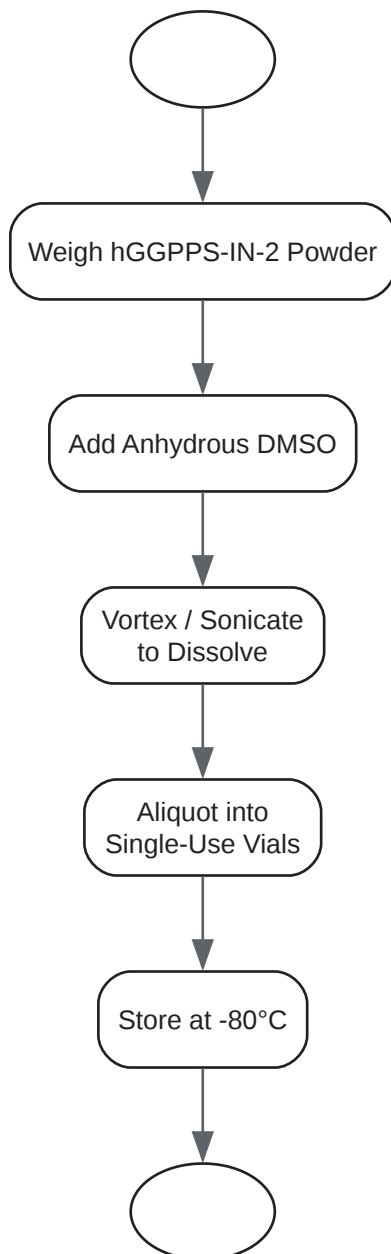 Weigh hGGPPS-IN-2 Powder
Add Anhydrous DMSO
Vortex / Sonicate
to Dissolve
Aliquot into
Single-Use Vials
Store at -80°C